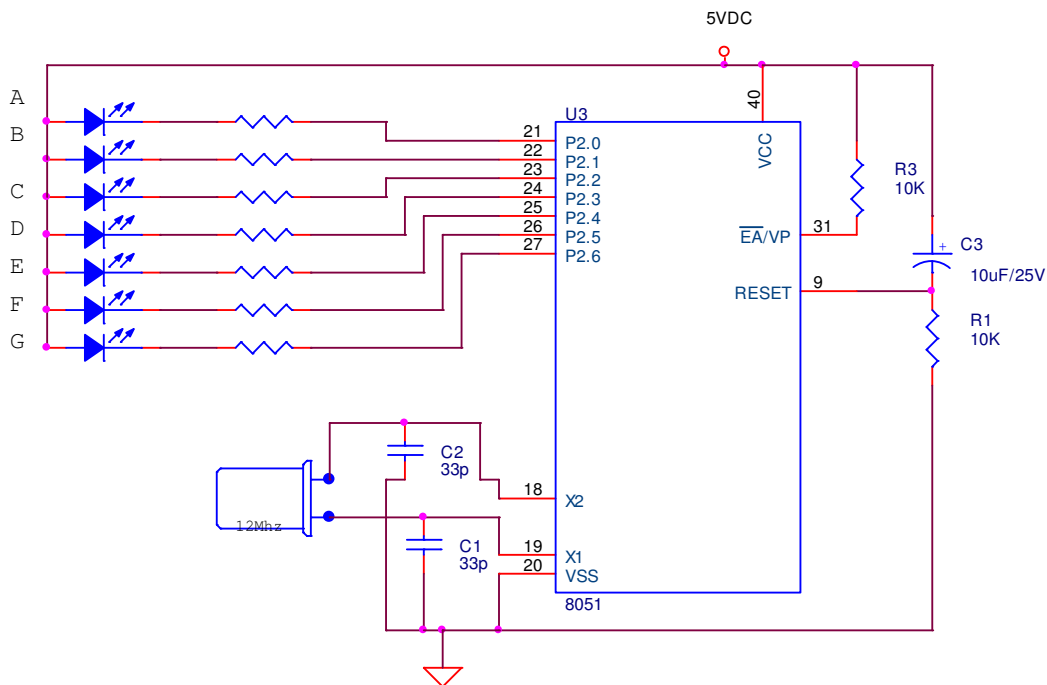 5VDC
A
B
C
D
E
F
G
U3
40
VCC
21
P2.0
22
P2.1
23
P2.2
24
P2.3
25
P2.4
26
P2.5
27
P2.6
R3
10K
EA/VP
31
C3
+
10uF/25V
RESET
9
R1
10K
C2
33p
12Mhz
18
X2
C1
33p
19
X1
20
VSS
8051